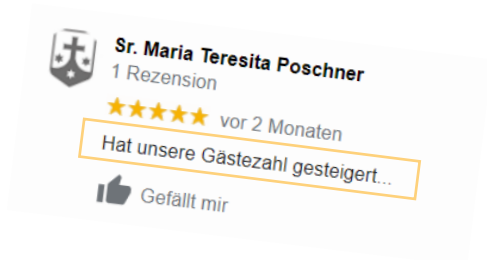 Sr. Maria Teresita Poschner
1 Rezension
vor 2 Monaten
Hat unsere Gästezahl gesteigert...
Gefällt mir